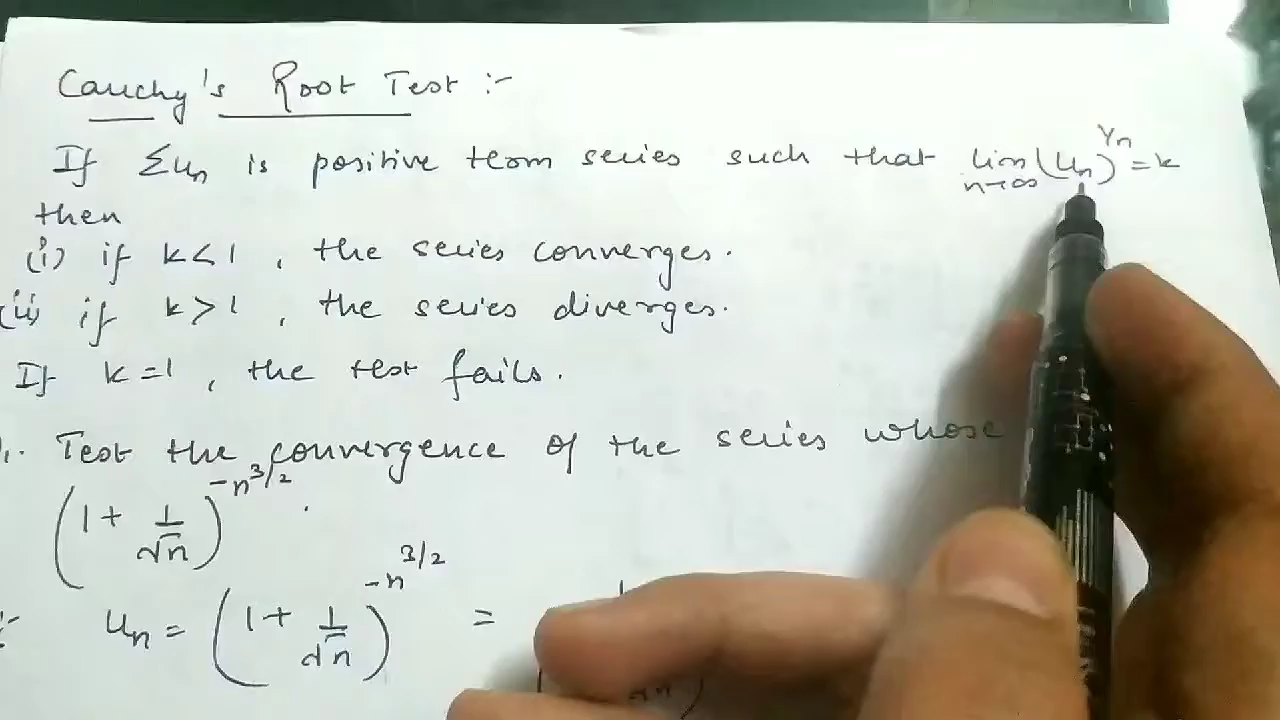 Cauchy's Root Test :-
If Σuₙ is positive term series such that lim n→∞ (uₙ)^1/n = k
then
(i) if k<1, the series converges.
(ii) if k>1, the series diverges.
If k=1, the test fails.
Test the convergence of the series whose
(1 + 1/√n)^-n^3/2.
uₙ = (1 + 1/√n)^-n^3/2 =